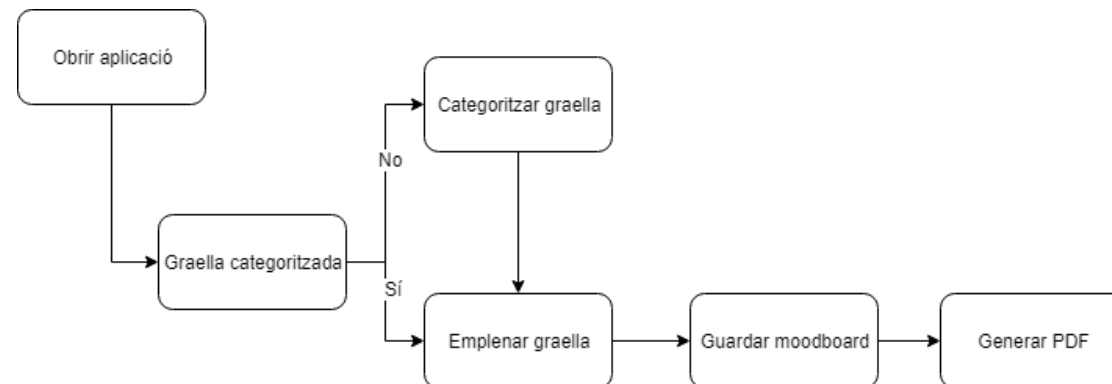 Obrir aplicació
Categoritzar graella
No
Graella categoritzada
Sí
Emplenar graella
Guardar moodboard
Generar PDF